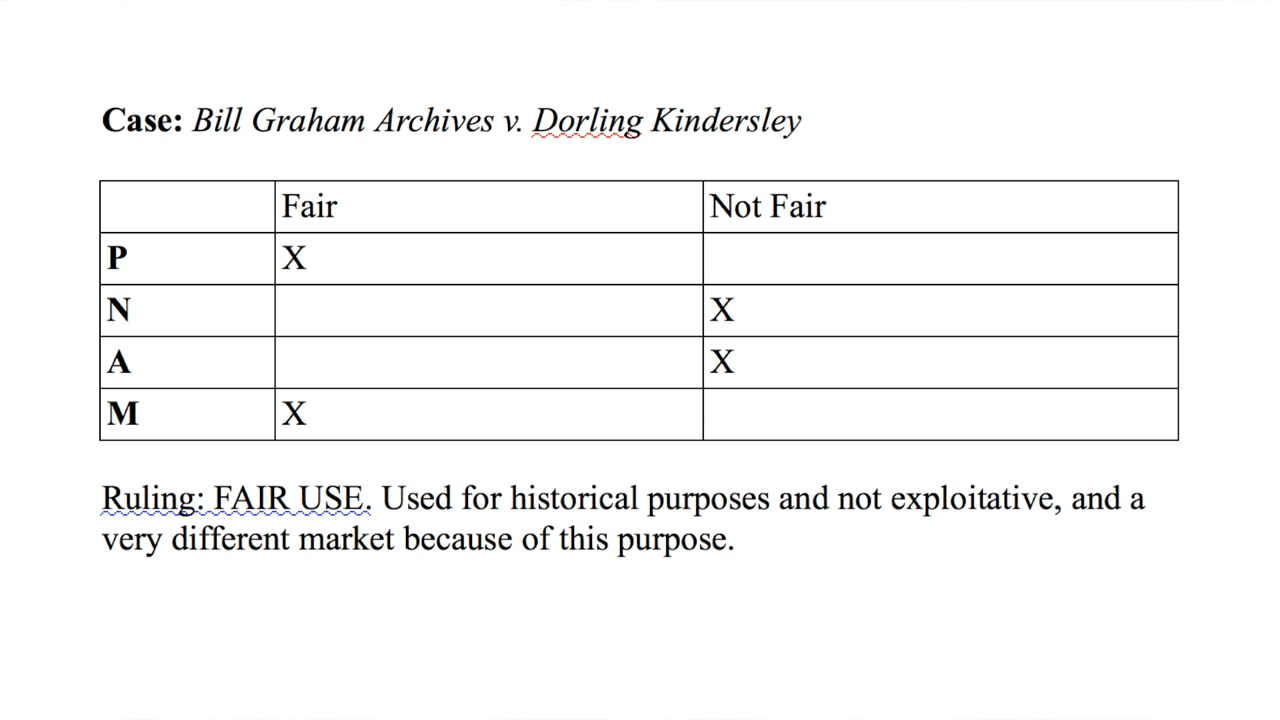 Case: Bill Graham Archives v. Dorling Kindersley
Fair Not Fair
P X
N X
A X
M X
Ruling: FAIR USE. Used for historical purposes and not exploitative, and a
very different market because of this purpose.